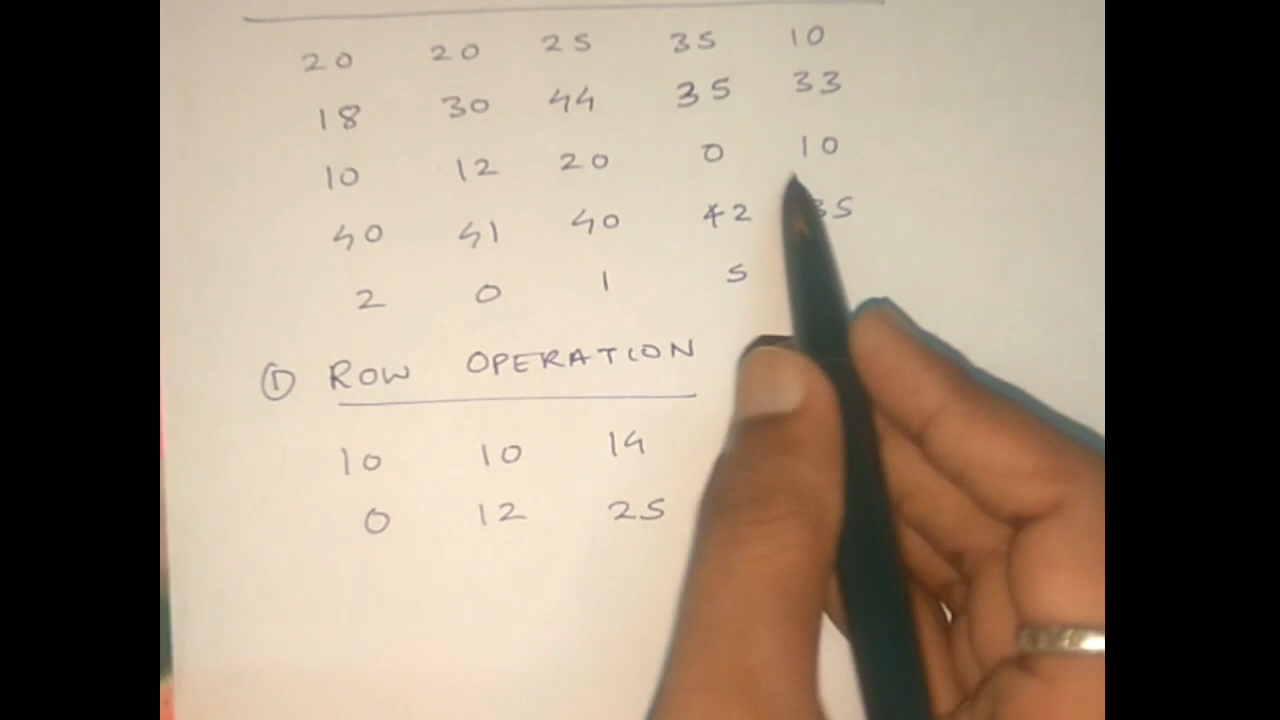 20 20 25 35 10
18 30 44 35 33
10 12 20 0 10
40 41 40 42 35
2 0 1 5
① ROW OPERATION
10 10 14
0 12 25